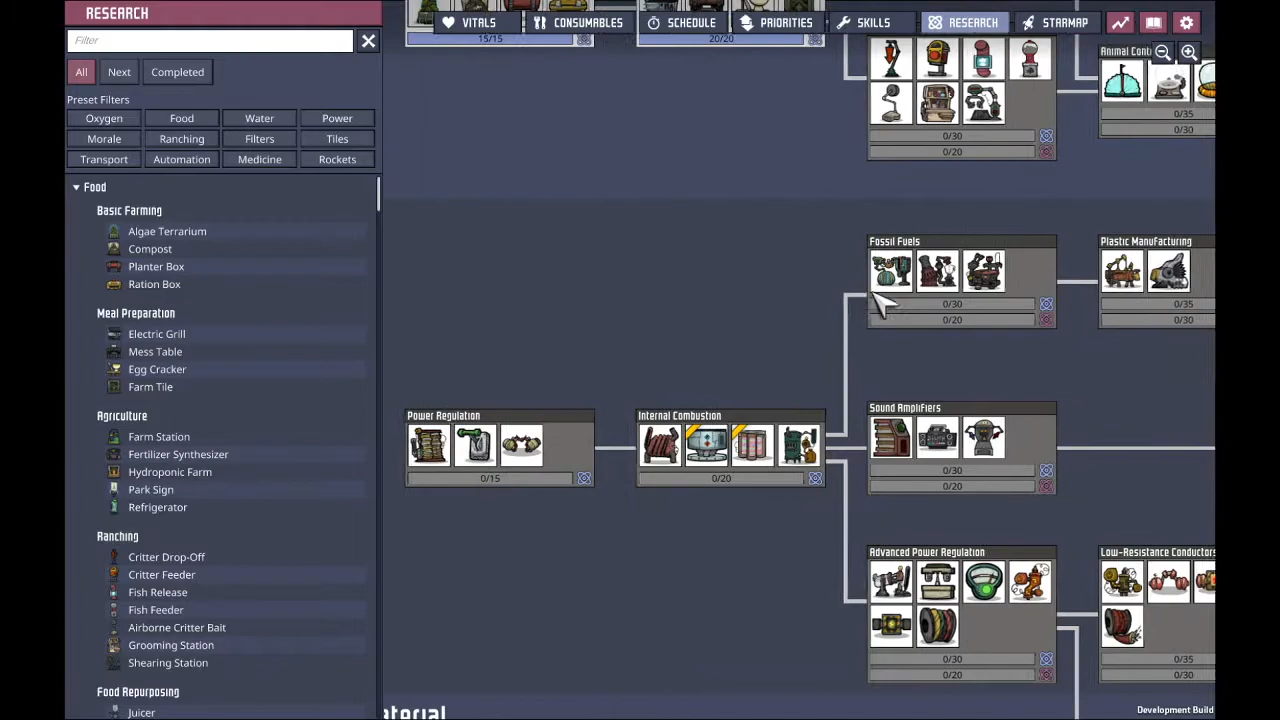 RESEARCH
VITALS
CONSUMABLES
SCHEDULE
PRIORITIES
SKILLS
RESEARCH
STARMAP
Filter
All
Next
Completed
Preset Filters
Oxygen
Food
Water
Power
Morale
Ranching
Filters
Tiles
Transport
Automation
Medicine
Rockets
Food
Basic Farming
Algae Terrarium
Compost
Planter Box
Ration Box
Meal Preparation
Electric Grill
Mess Table
Egg Cracker
Farm Tile
Agriculture
Farm Station
Fertilizer Synthesizer
Hydroponic Farm
Park Sign
Refrigerator
Ranching
Critter Drop-Off
Critter Feeder
Fish Release
Fish Feeder
Airborne Critter Bait
Grooming Station
Shearing Station
Food Repurposing
Juicer
15/15
20/20
0/30
0/20
Animal Cont
0/35
0/30
Fossil Fuels
0/30
0/20
Plastic Manufacturing
0/35
0/30
Power Regulation
0/15
Internal Combustion
0/20
Sound Amplifiers
0/30
0/20
Advanced Power Regulation
0/30
0/20
Low-Resistance Conductors
0/35
0/30
aterial
Development Build